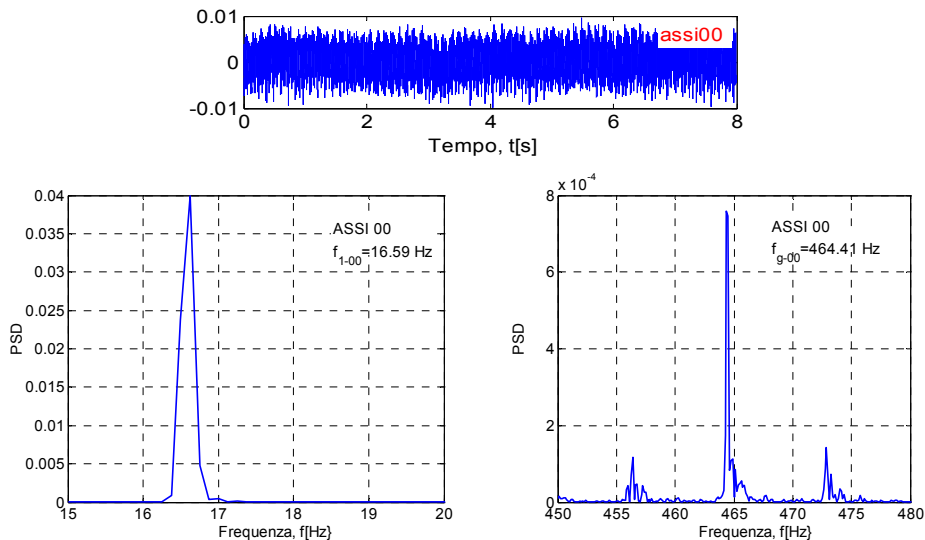 0.01
0
-0.01
assi00
0 2 4 6 8
Tempo, t[s]
0.04
0.035
0.03
0.025
0.02
0.015
0.01
0.005
0
PSD
ASSI 00
f1-00=16.59 Hz
15 16 17 18 19 20
Frequenza, f[Hz}
x 10-4
8
6
4
2
0
PSD
ASSI 00
fg-00=464.41 Hz
450 455 460 465 470 475 480
Frequenza, f[Hz}